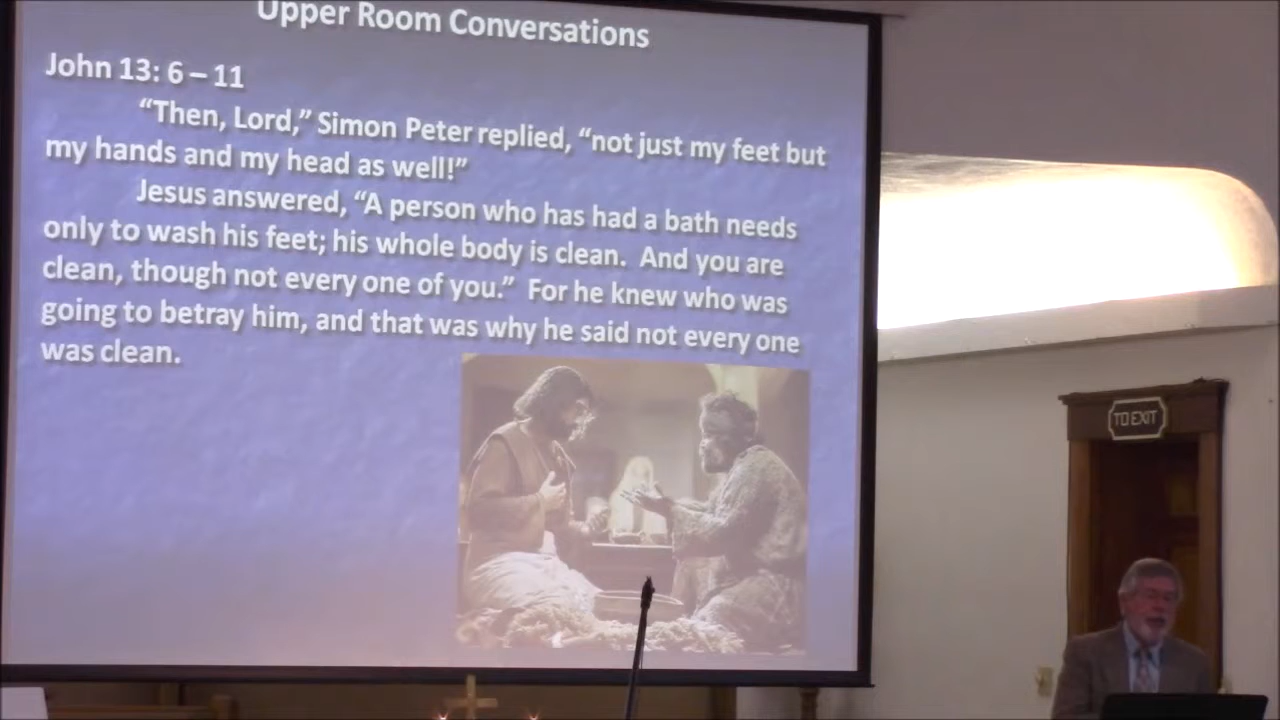 Upper Room Conversations
John 13: 6 – 11
“Then, Lord,” Simon Peter replied, “not just my feet but
my hands and my head as well!”
Jesus answered, “A person who has had a bath needs
only to wash his feet; his whole body is clean.  And you are
clean, though not every one of you.”  For he knew who was
going to betray him, and that was why he said not every one
was clean.
TO EXIT